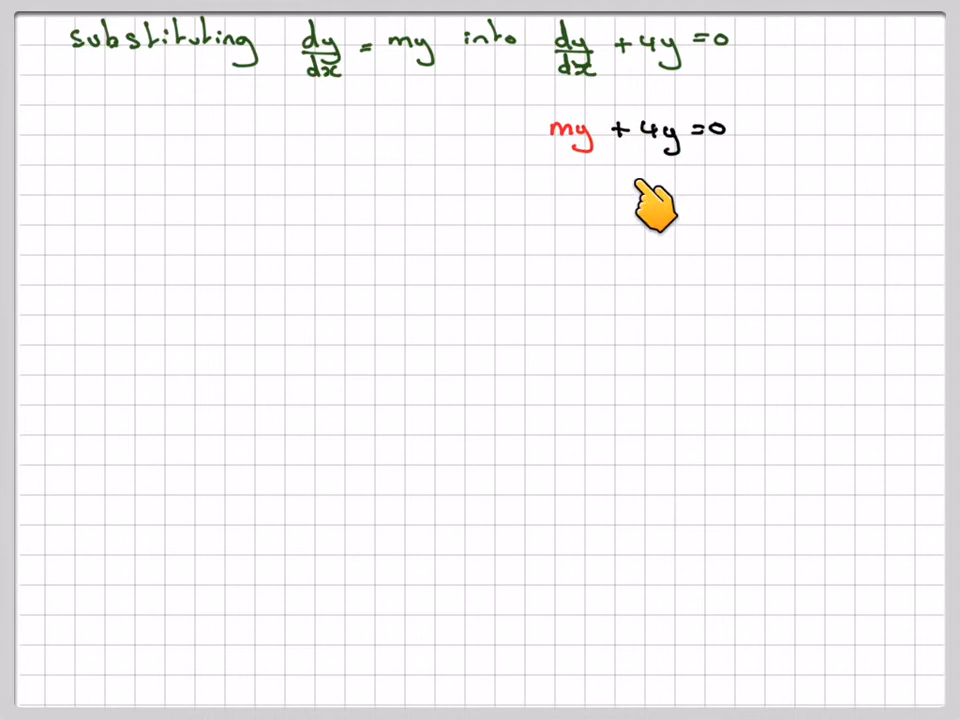 substituting dy/dx = my into dy/dx + 4y = 0
my + 4y = 0